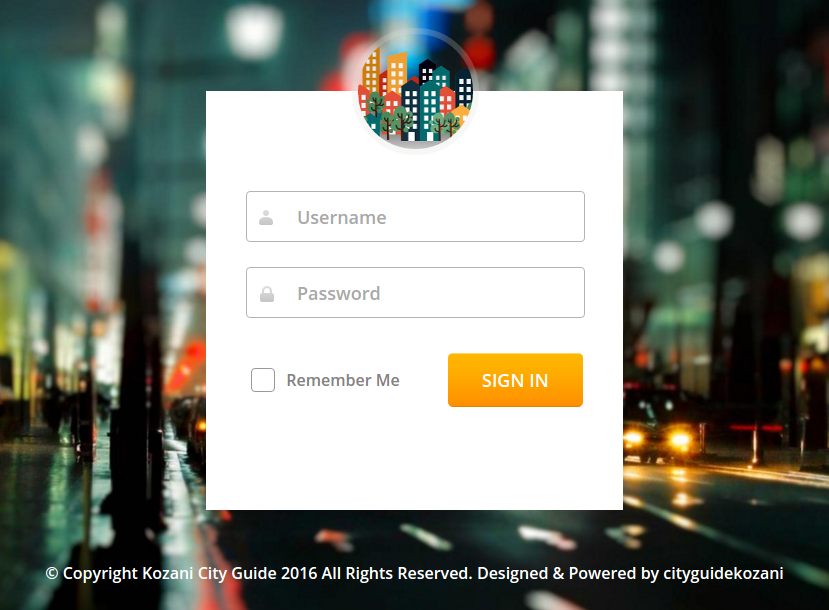 Username
Password
Remember Me
SIGN IN
© Copyright Kozani City Guide 2016 All Rights Reserved. Designed & Powered by cityguidekozani